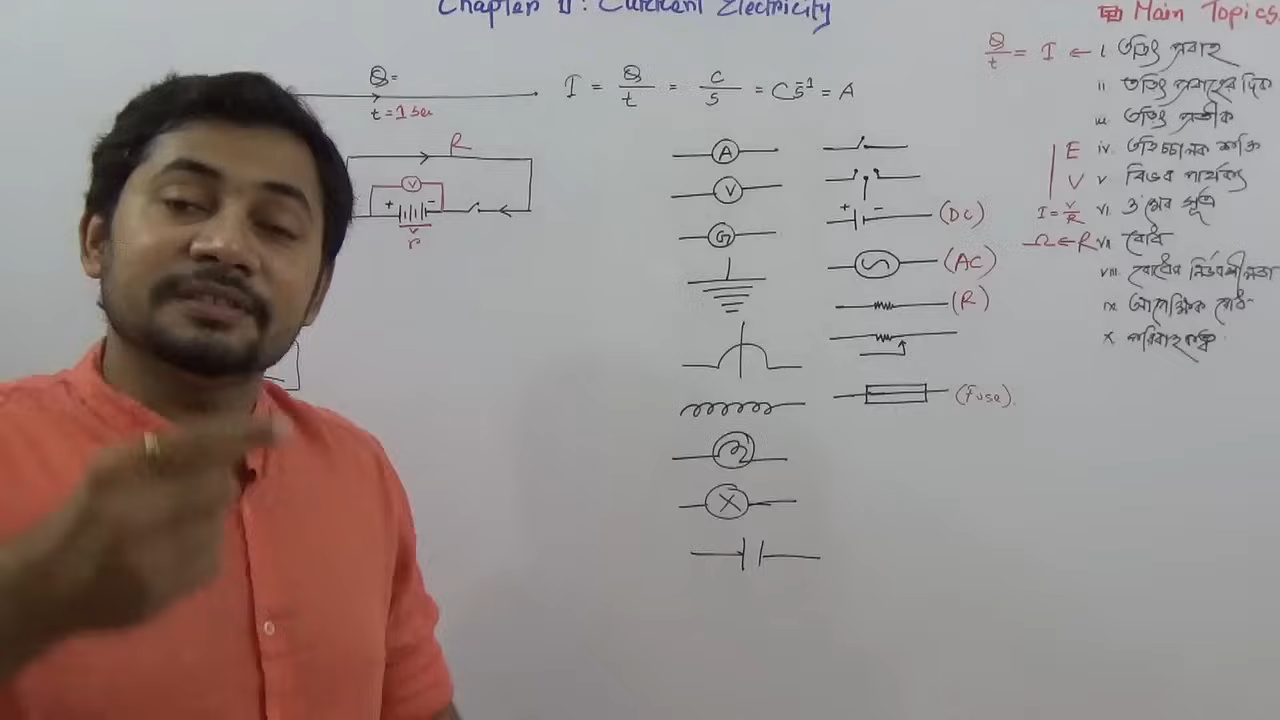 Chapter 11: Current Electricity
Main Topics
Q/t = I ← i. তড়িৎ প্রবাহ
ii তড়িৎ প্রবাহের দিক
iii তড়িৎ প্রতীক
E iv. তড়িচ্চালক শক্তি
V v বিভব পার্থক্য
I = V/R vi ও'মের সূত্র
Ω ← R vii রোধ
viii রোধের নির্ভরশীলতা
ix আপেক্ষিক রোধ
x পরিবাহকত্ব
Q =
t = 1 sec
I = Q/t = C/s = Cs⁻¹ = A
R
V
+ −
r
A
V
G
+ −
(DC)
(AC)
(R)
(Fuse).